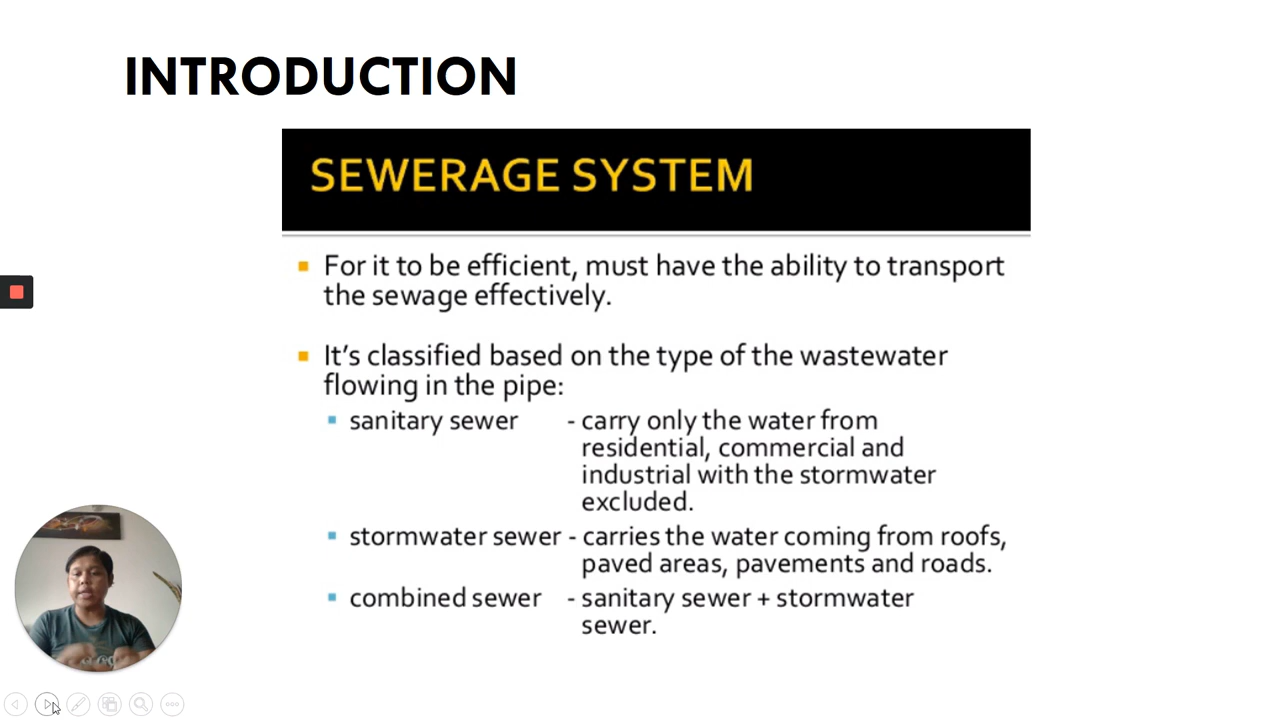 INTRODUCTION
SEWERAGE SYSTEM
For it to be efficient, must have the ability to transport
the sewage effectively.
It's classified based on the type of the wastewater
flowing in the pipe:
sanitary sewer - carry only the water from
residential, commercial and
industrial with the stormwater
excluded.
stormwater sewer - carries the water coming from roofs,
paved areas, pavements and roads.
combined sewer - sanitary sewer + stormwater
sewer.